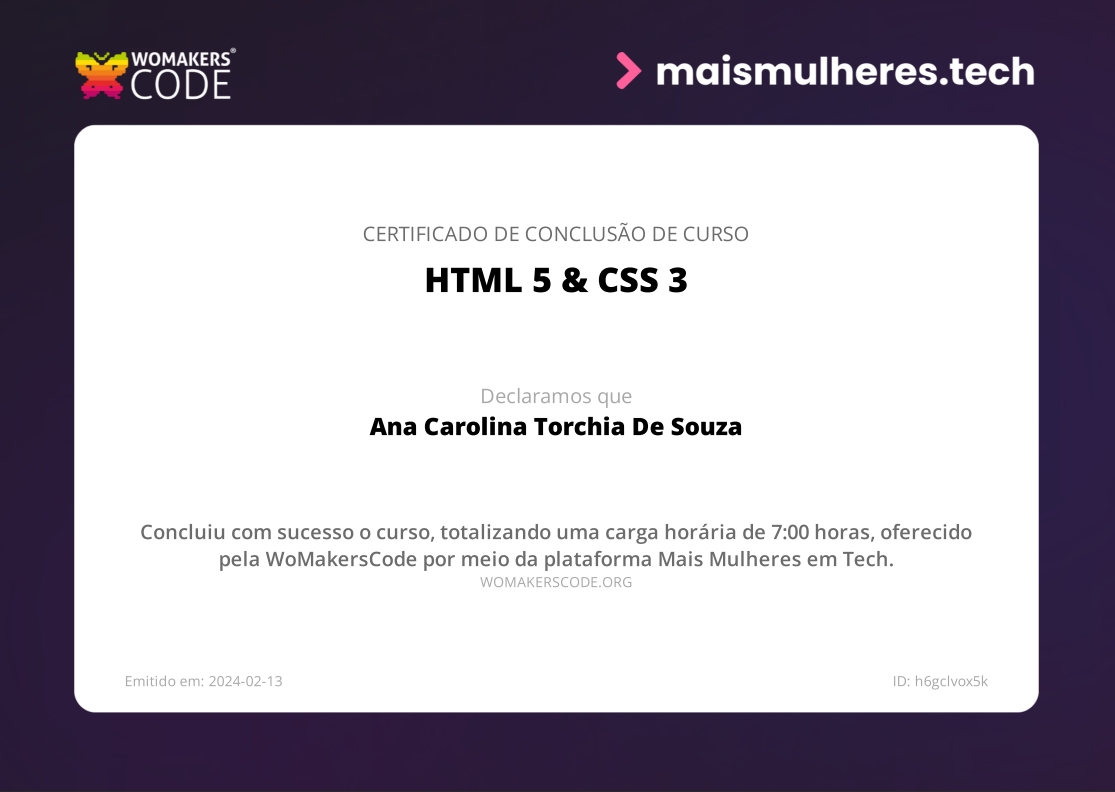 WOMAKERS®
CODE
maismulheres.tech
CERTIFICADO DE CONCLUSÃO DE CURSO
HTML 5 & CSS 3
Declaramos que
Ana Carolina Torchia De Souza
Concluiu com sucesso o curso, totalizando uma carga horária de 7:00 horas, oferecido
pela WoMakersCode por meio da plataforma Mais Mulheres em Tech.
WOMAKERSCODE.ORG
Emitido em: 2024-02-13
ID: h6gclvox5k